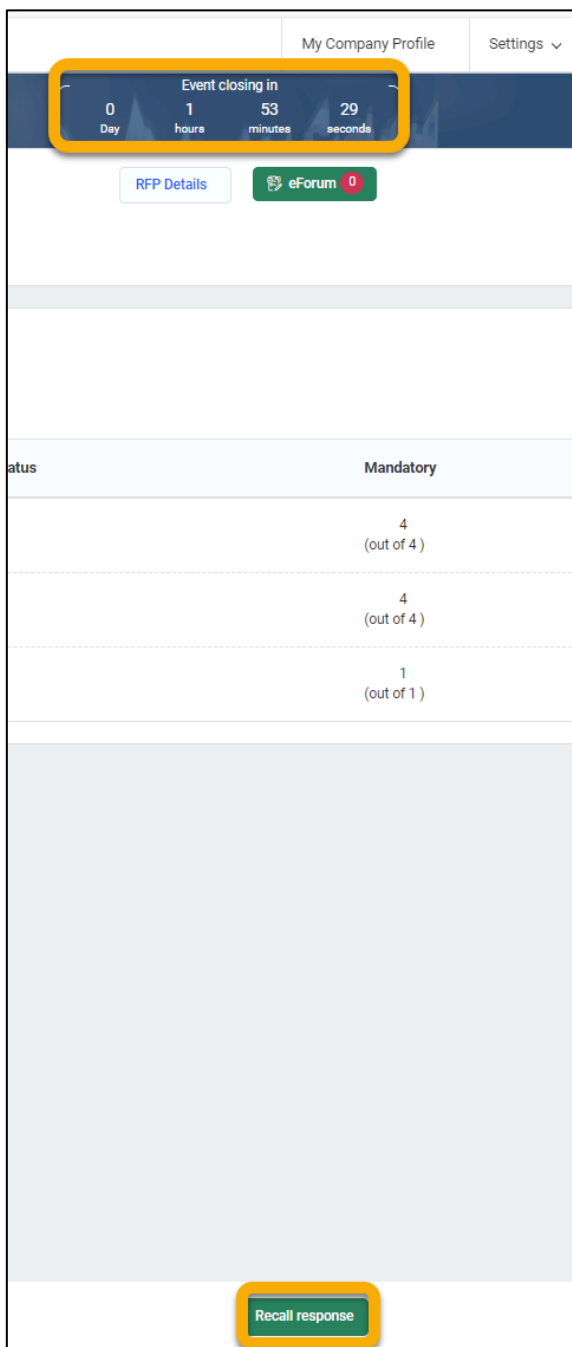 My Company Profile Settings
Event closing in
0 1 53 29
Day hours minutes seconds
RFP Details eForum 0
atus Mandatory
4
(out of 4 )
4
(out of 4 )
1
(out of 1 )
Recall response